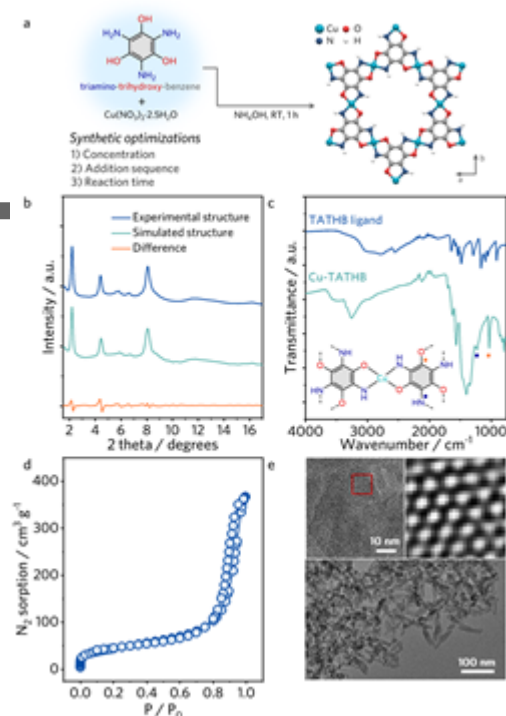 a
OH
H₂N
NH₂
HO
OH
NH₂
triamino-trihydroxy-benzene
+
Cu(NO₃)₂·2.5H₂O
NH₄OH, RT, 1 h
Cu
O
N
H
b
a
Synthetic optimizations
1) Concentration
2) Addition sequence
3) Reaction time
b
Experimental structure
Simulated structure
Difference
Intensity / a.u.
2 4 6 8 10 12 14 16
2 theta / degrees
c
TATHB ligand
Cu-TATHB
Transmittance / a.u.
4000 3000 2000 1000
Wavenumber / cm⁻¹
d
N₂ sorption / cm³ g⁻¹
400
300
200
100
0
0.0 0.2 0.4 0.6 0.8 1.0
P / P₀
e
10 nm
100 nm